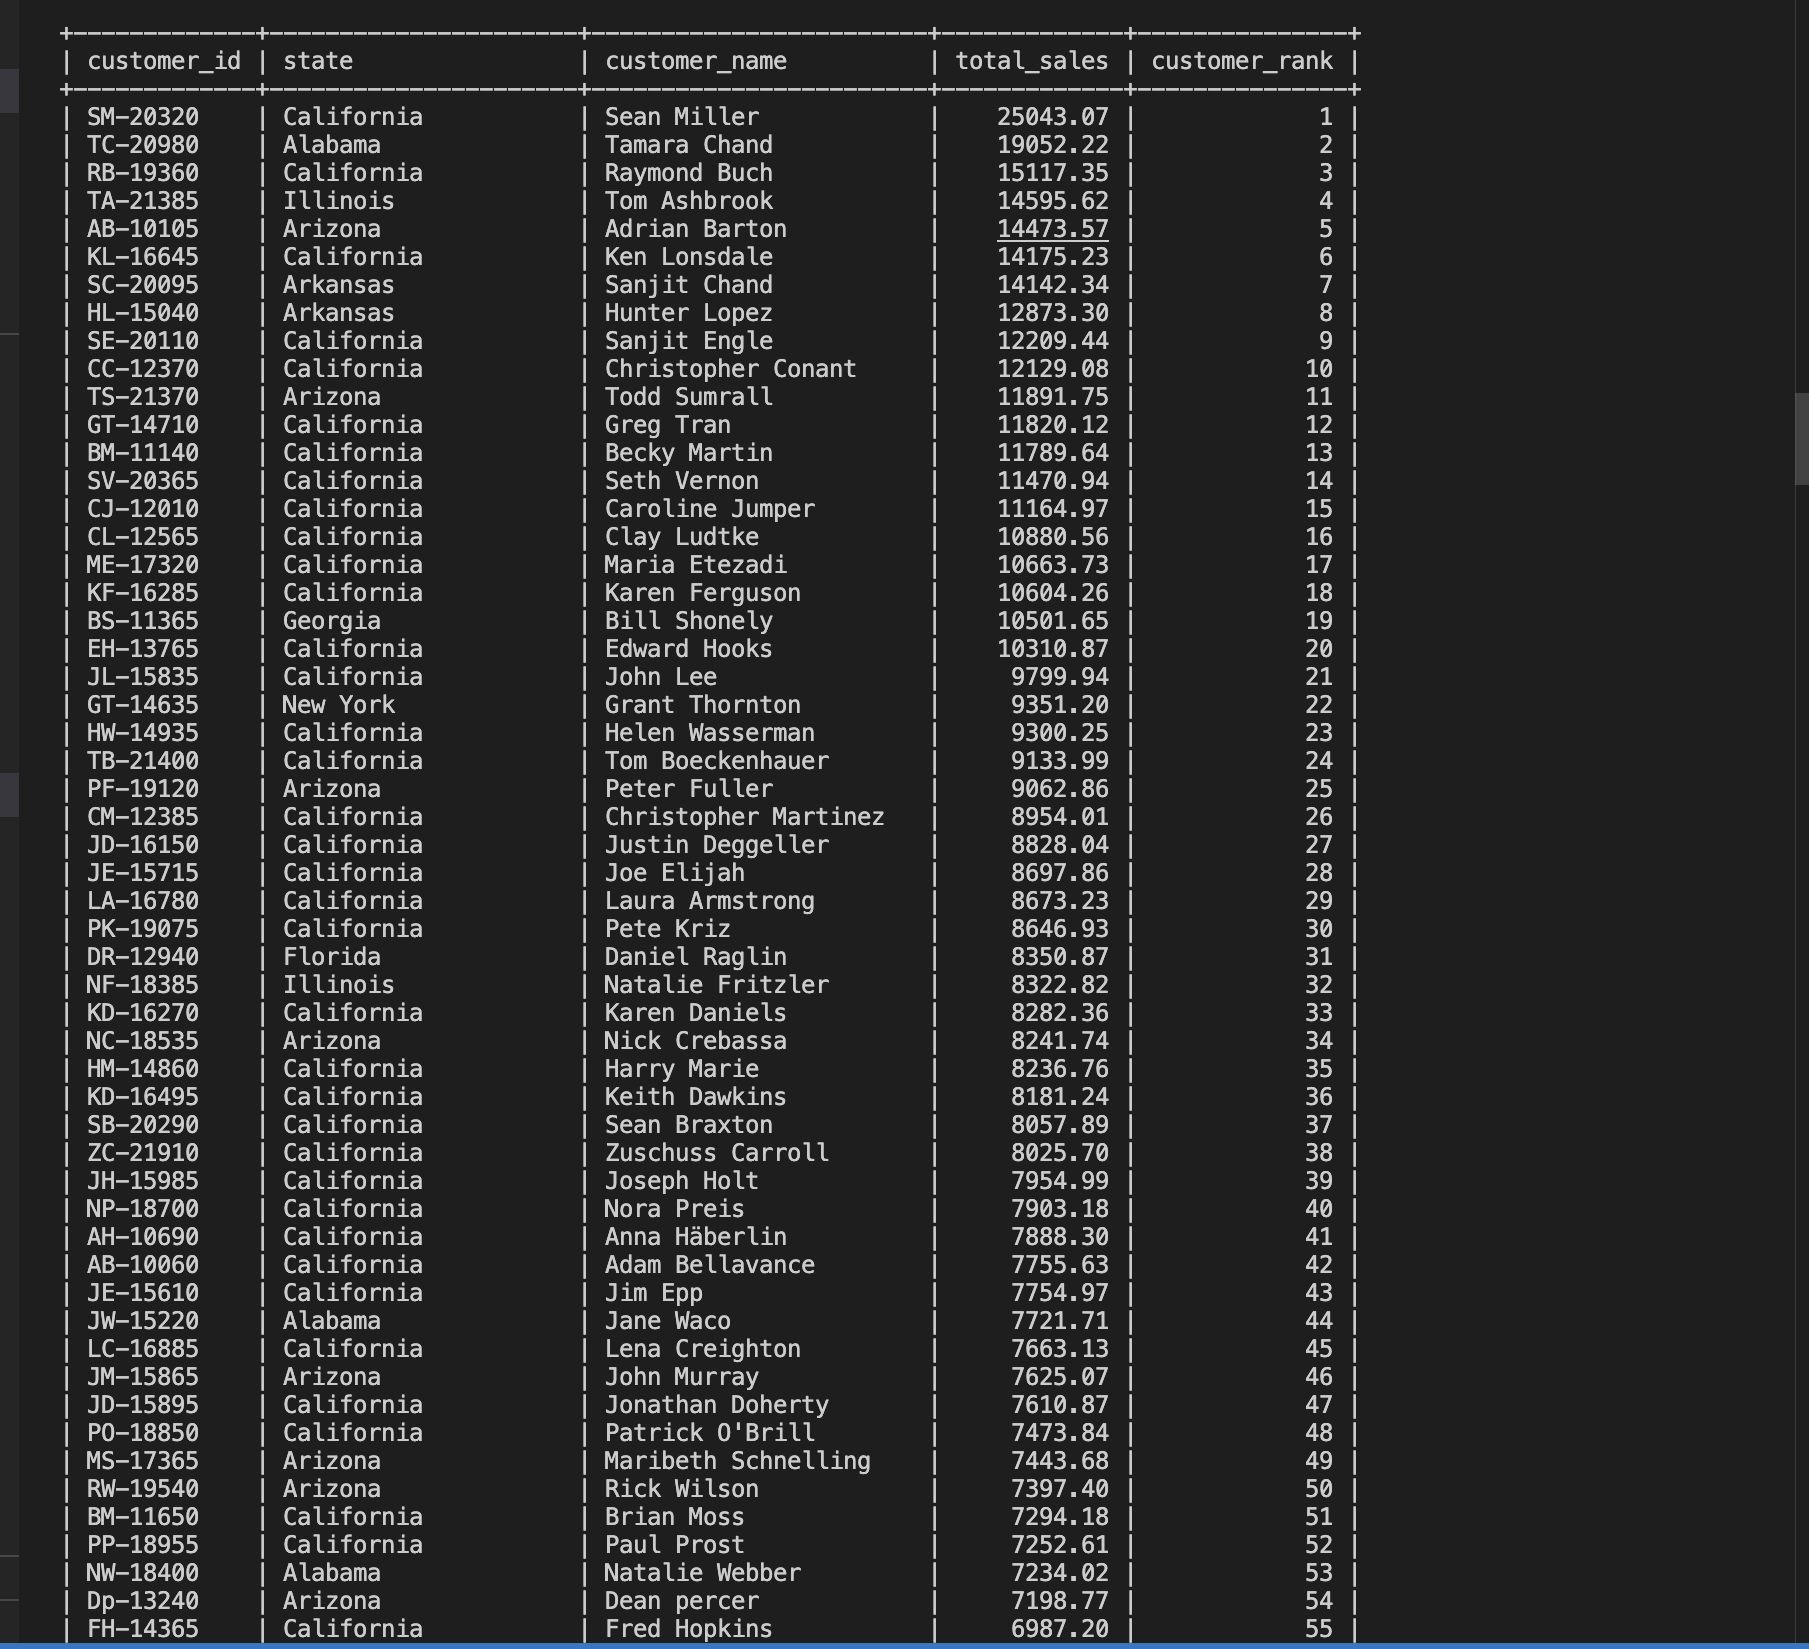 +-------------+----------------------+------------------------+-------------+---------------+
| customer_id | state                | customer_name          | total_sales | customer_rank |
+-------------+----------------------+------------------------+-------------+---------------+
| SM-20320    | California           | Sean Miller            |    25043.07 |             1 |
| TC-20980    | Alabama              | Tamara Chand           |    19052.22 |             2 |
| RB-19360    | California           | Raymond Buch           |    15117.35 |             3 |
| TA-21385    | Illinois             | Tom Ashbrook           |    14595.62 |             4 |
| AB-10105    | Arizona              | Adrian Barton          |    14473.57 |             5 |
| KL-16645    | California           | Ken Lonsdale           |    14175.23 |             6 |
| SC-20095    | Arkansas             | Sanjit Chand           |    14142.34 |             7 |
| HL-15040    | Arkansas             | Hunter Lopez           |    12873.30 |             8 |
| SE-20110    | California           | Sanjit Engle           |    12209.44 |             9 |
| CC-12370    | California           | Christopher Conant     |    12129.08 |            10 |
| TS-21370    | Arizona              | Todd Sumrall           |    11891.75 |            11 |
| GT-14710    | California           | Greg Tran              |    11820.12 |            12 |
| BM-11140    | California           | Becky Martin           |    11789.64 |            13 |
| SV-20365    | California           | Seth Vernon            |    11470.94 |            14 |
| CJ-12010    | California           | Caroline Jumper        |    11164.97 |            15 |
| CL-12565    | California           | Clay Ludtke            |    10880.56 |            16 |
| ME-17320    | California           | Maria Etezadi          |    10663.73 |            17 |
| KF-16285    | California           | Karen Ferguson         |    10604.26 |            18 |
| BS-11365    | Georgia              | Bill Shonely           |    10501.65 |            19 |
| EH-13765    | California           | Edward Hooks           |    10310.87 |            20 |
| JL-15835    | California           | John Lee               |     9799.94 |            21 |
| GT-14635    | New York             | Grant Thornton         |     9351.20 |            22 |
| HW-14935    | California           | Helen Wasserman        |     9300.25 |            23 |
| TB-21400    | California           | Tom Boeckenhauer       |     9133.99 |            24 |
| PF-19120    | Arizona              | Peter Fuller           |     9062.86 |            25 |
| CM-12385    | California           | Christopher Martinez   |     8954.01 |            26 |
| JD-16150    | California           | Justin Deggeller       |     8828.04 |            27 |
| JE-15715    | California           | Joe Elijah             |     8697.86 |            28 |
| LA-16780    | California           | Laura Armstrong        |     8673.23 |            29 |
| PK-19075    | California           | Pete Kriz              |     8646.93 |            30 |
| DR-12940    | Florida              | Daniel Raglin          |     8350.87 |            31 |
| NF-18385    | Illinois             | Natalie Fritzler       |     8322.82 |            32 |
| KD-16270    | California           | Karen Daniels          |     8282.36 |            33 |
| NC-18535    | Arizona              | Nick Crebassa          |     8241.74 |            34 |
| HM-14860    | California           | Harry Marie            |     8236.76 |            35 |
| KD-16495    | California           | Keith Dawkins          |     8181.24 |            36 |
| SB-20290    | California           | Sean Braxton           |     8057.89 |            37 |
| ZC-21910    | California           | Zuschuss Carroll       |     8025.70 |            38 |
| JH-15985    | California           | Joseph Holt            |     7954.99 |            39 |
| NP-18700    | California           | Nora Preis             |     7903.18 |            40 |
| AH-10690    | California           | Anna Häberlin          |     7888.30 |            41 |
| AB-10060    | California           | Adam Bellavance        |     7755.63 |            42 |
| JE-15610    | California           | Jim Epp                |     7754.97 |            43 |
| JW-15220    | Alabama              | Jane Waco              |     7721.71 |            44 |
| LC-16885    | California           | Lena Creighton         |     7663.13 |            45 |
| JM-15865    | Arizona              | John Murray            |     7625.07 |            46 |
| JD-15895    | California           | Jonathan Doherty       |     7610.87 |            47 |
| PO-18850    | California           | Patrick O'Brill        |     7473.84 |            48 |
| MS-17365    | Arizona              | Maribeth Schnelling    |     7443.68 |            49 |
| RW-19540    | Arizona              | Rick Wilson            |     7397.40 |            50 |
| BM-11650    | California           | Brian Moss             |     7294.18 |            51 |
| PP-18955    | California           | Paul Prost             |     7252.61 |            52 |
| NW-18400    | Alabama              | Natalie Webber         |     7234.02 |            53 |
| Dp-13240    | Arizona              | Dean percer            |     7198.77 |            54 |
| FH-14365    | California           | Fred Hopkins           |     6987.20 |            55 |